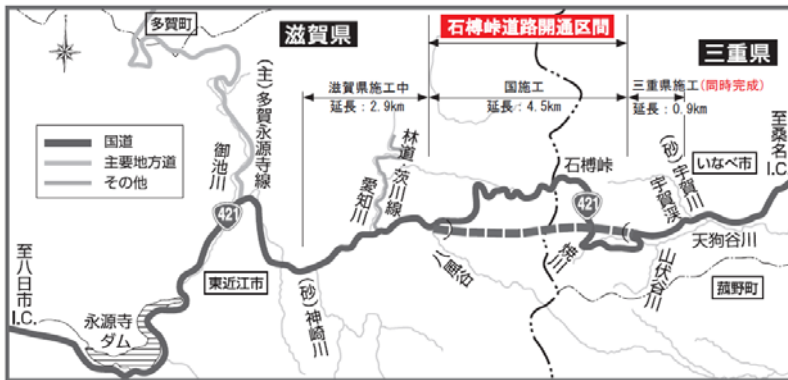 多賀町
滋賀県
石榑峠道路開通区間
三重県
滋賀県施工中
延長：2.9km
国施工
延長：4.5km
三重県施工(同時完成)
延長：0.9km
国道
主要地方道
その他
(主)多賀永源寺線
御池川
421
林道・茨川線
愛知川
石榑峠
421
(砂)宇賀川
宇賀渓
いなべ市
至桑名I.C.
天狗谷川
山伏谷川
焼川
八風谷
菰野町
東近江市
(砂)神崎川
至八日市I.C.
永源寺
ダム